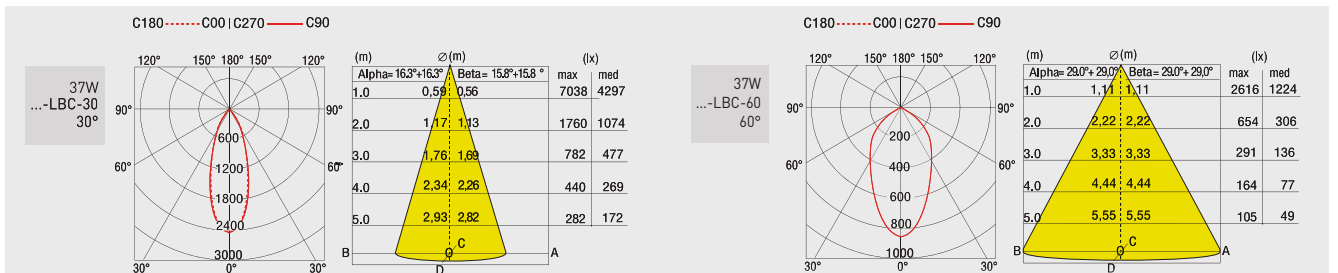 C180 C00 | C270 C90
37W
...-LBC-30
30°
120° 150° 180° 150° 120°
90° 90°
60° 60°
600
1200
1800
2400
3000
30° 0° 30°
(m) Ø(m) (lx)
Alpha= 16.3°+16.3° Beta= 15.8°+15.8 ° max med
1.0 0,59 0,56 7038 4297
2.0 1,17 1,13 1760 1074
3.0 1,76 1,69 782 477
4.0 2,34 2,26 440 269
5.0 2,93 2,82 282 172
C
B O A
D
C180 C00 | C270 C90
37W
...-LBC-60
60°
120° 150° 180° 150° 120°
90° 90°
60° 60°
200
400
600
800
1000
30° 0° 30°
(m) Ø(m) (lx)
Alpha= 29.0°+ 29,0° Beta= 29.0°+ 29,0° max med
1.0 1,11 1,11 2616 1224
2.0 2,22 2,22 654 306
3.0 3,33 3,33 291 136
4.0 4,44 4,44 164 77
5.0 5,55 5,55 105 49
C
B O A
D